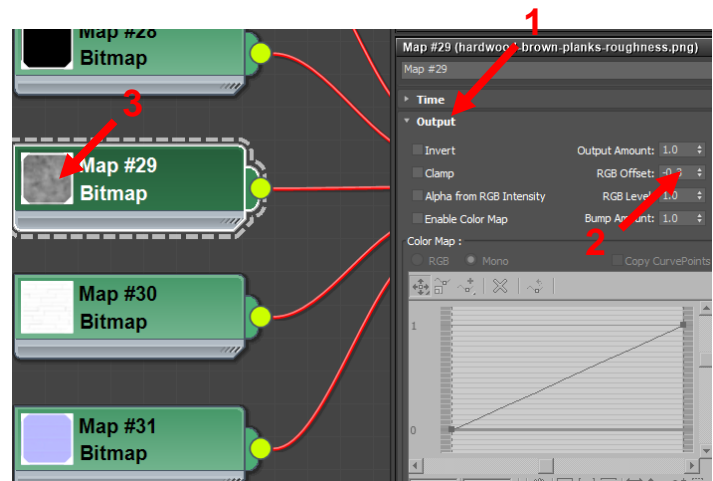 Map #28
Bitmap
3
Map #29
Bitmap
Map #30
Bitmap
Map #31
Bitmap
1
Map #29 (hardwood-brown-planks-roughness.png)
Map #29
Time
Output
Invert
Output Amount: 1.0
Clamp
RGB Offset:
Alpha from RGB Intensity
RGB Level: 1.0
Enable Color Map
Bump Amount: 1.0
2
Color Map :
RGB
Mono
Copy CurvePoints
1
0